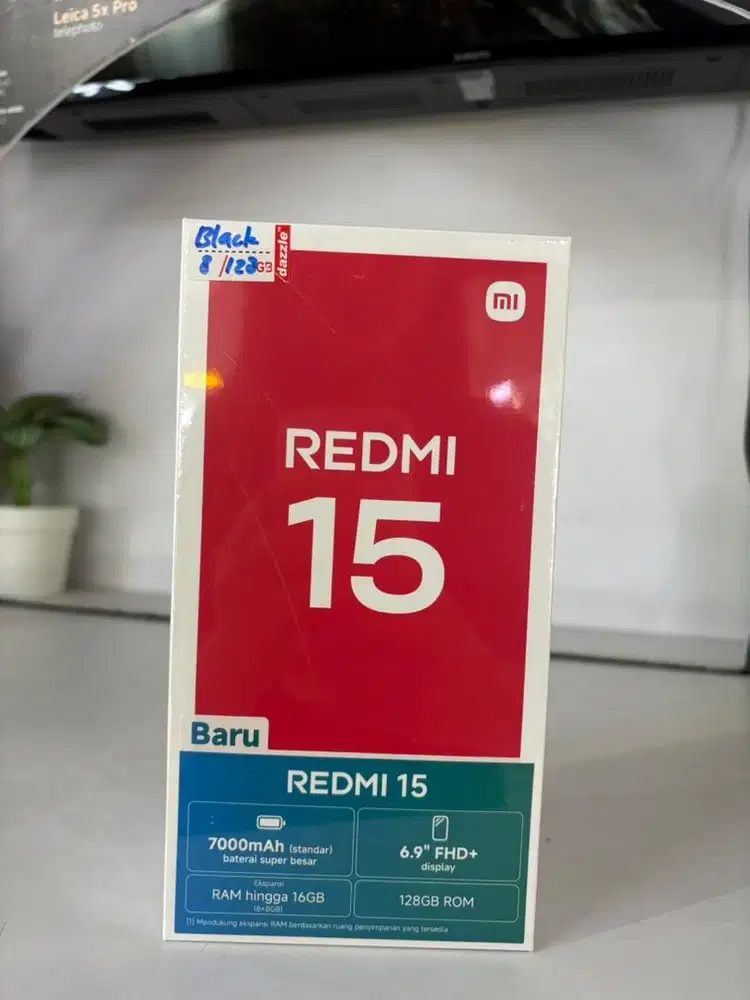 Leica 5x Pro
telephoto
Black
8 / 128GB
dazzle
mi
REDMI
15
Baru
REDMI 15
7000mAh (standar)
baterai super besar
6.9" FHD+
display
Ekspansi
RAM hingga 16GB
(8+8GB)
128GB ROM
[1] Mendukung ekspansi RAM berdasarkan ruang penyimpanan yang tersedia